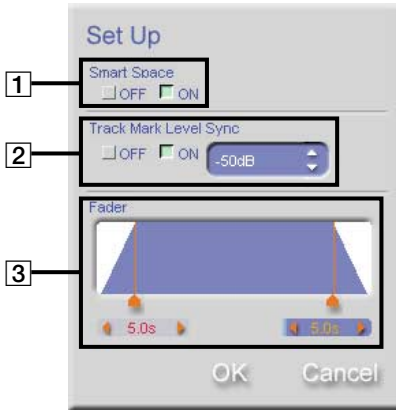 Set Up
1
Smart Space
OFF ON
2
Track Mark Level Sync
OFF ON -50dB
3
Fader
5.0s 5.0s
OK Cancel